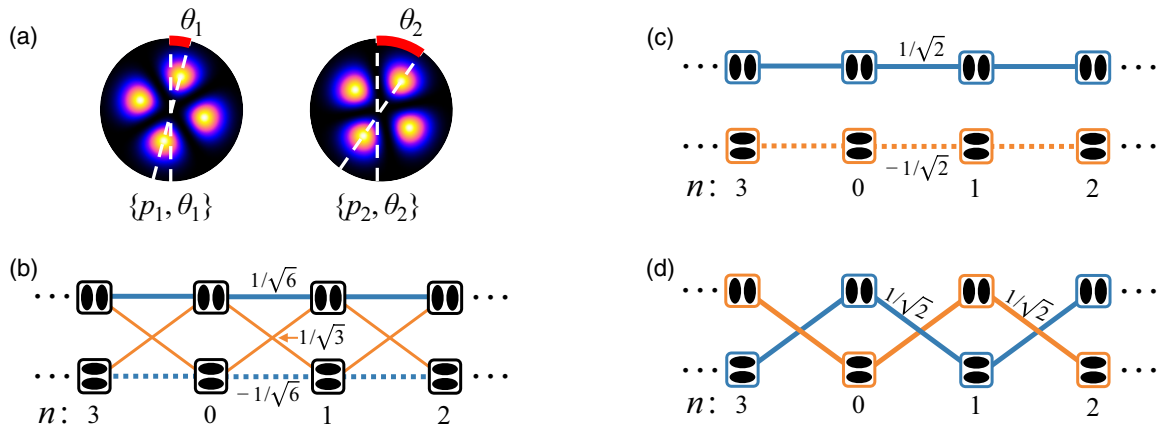 (a)
θ₁
θ₂
{p₁, θ₁}
{p₂, θ₂}
(b)
1/√6
1/√3
−1/√6
n: 3 0 1 2
(c)
1/√2
−1/√2
n: 3 0 1 2
(d)
1/√2
1/√2
n: 3 0 1 2